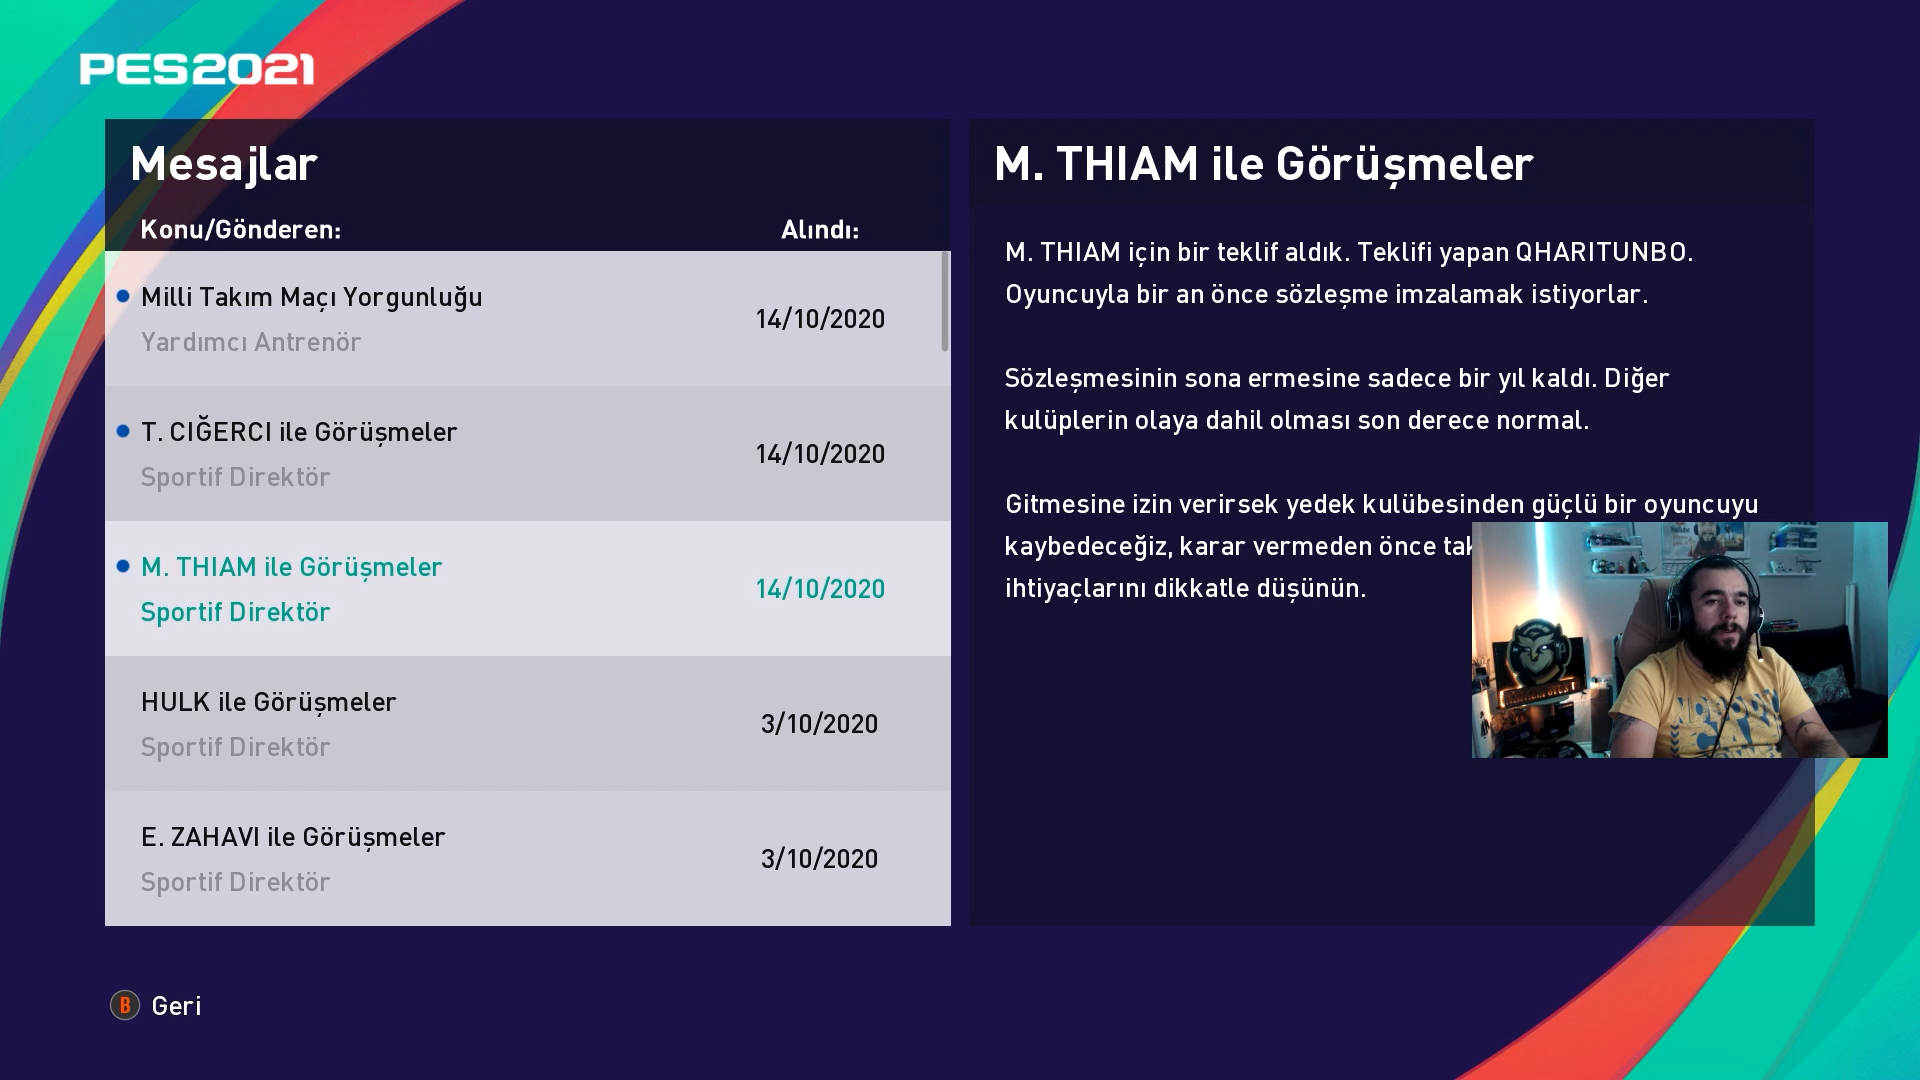 PES2021
Mesajlar
Konu/Gönderen: Alındı:
Milli Takım Maçı Yorgunluğu
Yardımcı Antrenör
14/10/2020
T. CIĞERCI ile Görüşmeler
Sportif Direktör
14/10/2020
M. THIAM ile Görüşmeler
Sportif Direktör
14/10/2020
HULK ile Görüşmeler
Sportif Direktör
3/10/2020
E. ZAHAVI ile Görüşmeler
Sportif Direktör
3/10/2020
M. THIAM ile Görüşmeler
M. THIAM için bir teklif aldık. Teklifi yapan QHARITUNBO.
Oyuncuyla bir an önce sözleşme imzalamak istiyorlar.
Sözleşmesinin sona ermesine sadece bir yıl kaldı. Diğer
kulüplerin olaya dahil olması son derece normal.
Gitmesine izin verirsek yedek kulübesinden güçlü bir oyuncuyu
kaybedeceğiz, karar vermeden önce
ihtiyaçlarını dikkatle düşünün.
B Geri